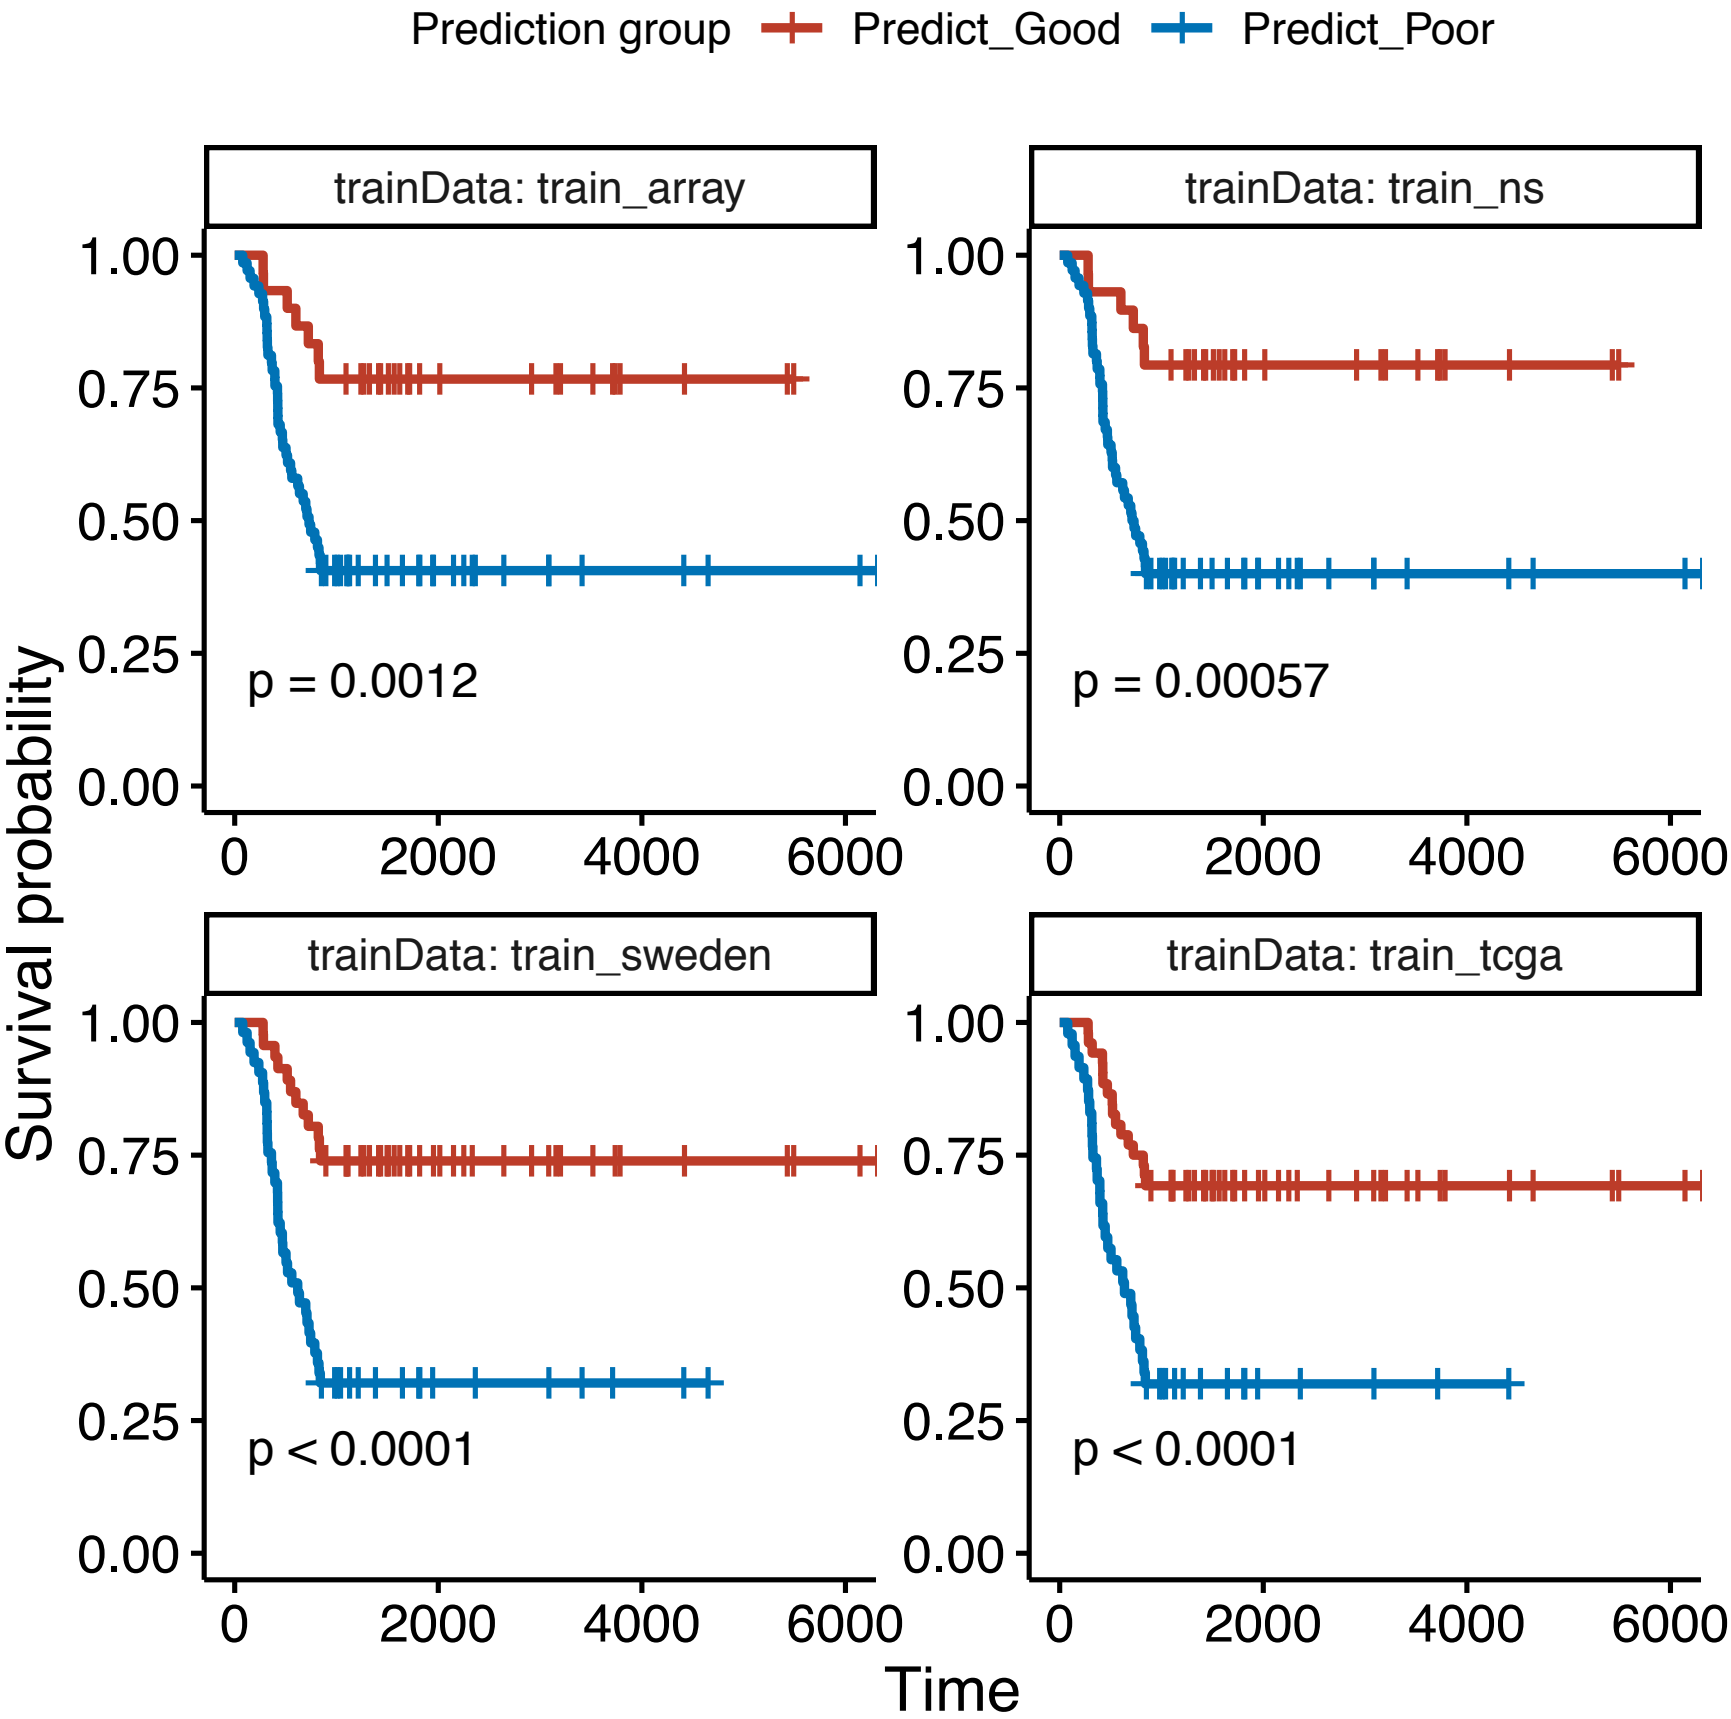 Prediction group Predict_Good Predict_Poor
trainData: train_array
trainData: train_ns
1.00
0.75
0.50
0.25
0.00
p = 0.0012
0 2000 4000 6000
1.00
0.75
0.50
0.25
0.00
p = 0.00057
0 2000 4000 6000
Survival probability
trainData: train_sweden
trainData: train_tcga
1.00
0.75
0.50
0.25
0.00
p < 0.0001
0 2000 4000 6000
1.00
0.75
0.50
0.25
0.00
p < 0.0001
0 2000 4000 6000
Time